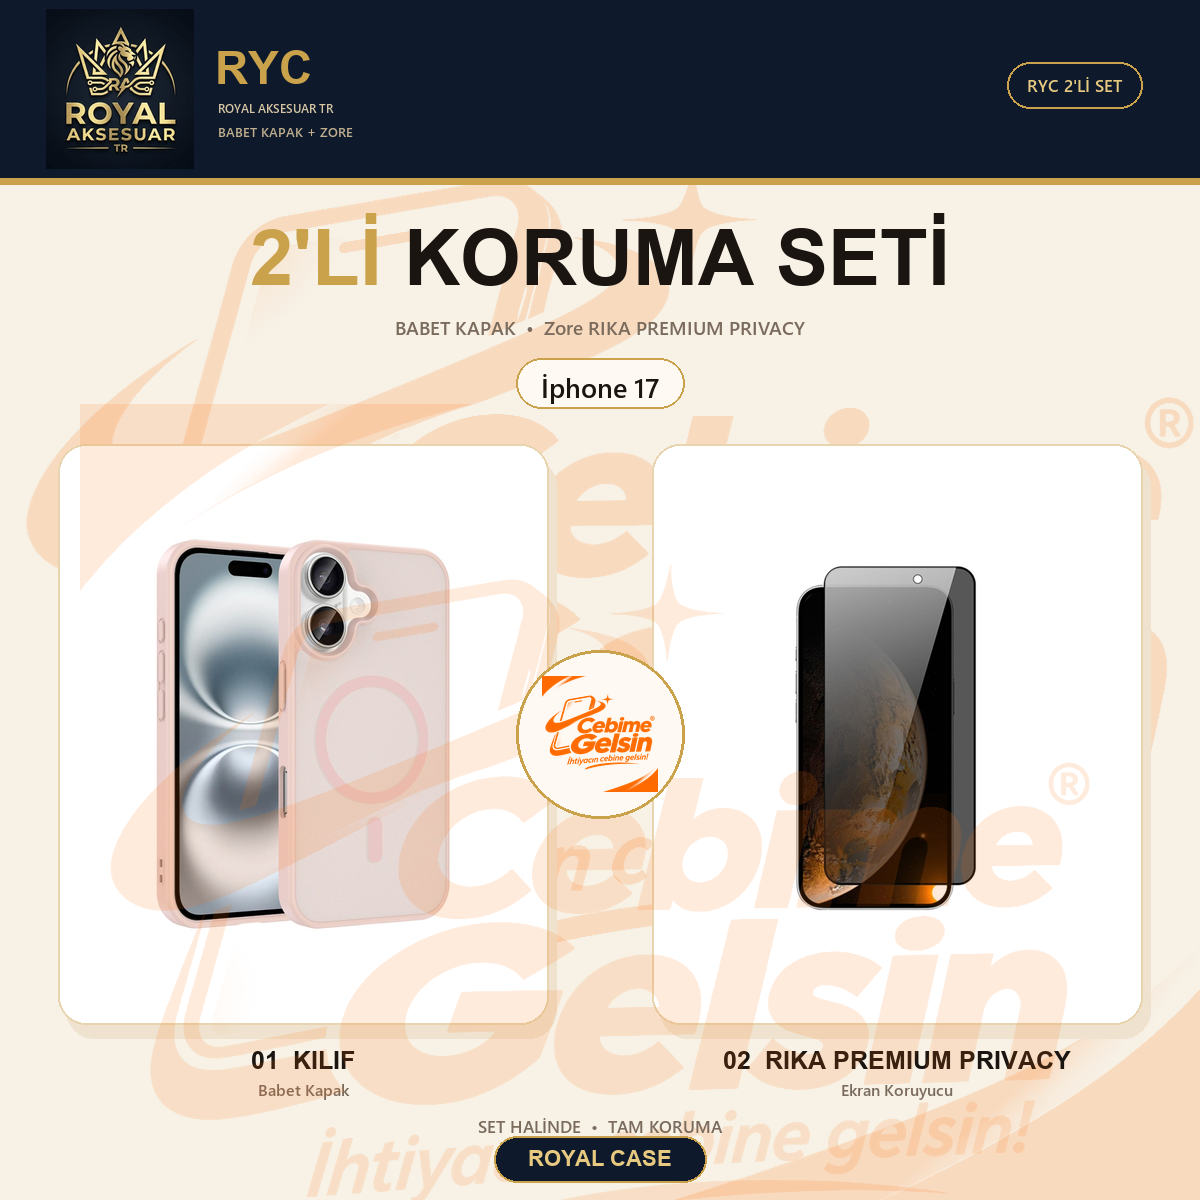 ROYAL
AKSESUAR
TR
RYC
ROYAL AKSESUAR TR
BABET KAPAK + ZORE
RYC 2'Lİ SET
2'Lİ KORUMA SETİ
BABET KAPAK • Zore RIKA PREMIUM PRIVACY
İphone 17
Cebime®
Gelsin
İhtiyacın cebine gelsin!
Cebime®
Gelsin
01 KILIF
Babet Kapak
02 RIKA PREMIUM PRIVACY
Ekran Koruyucu
SET HALİNDE • TAM KORUMA
ROYAL CASE